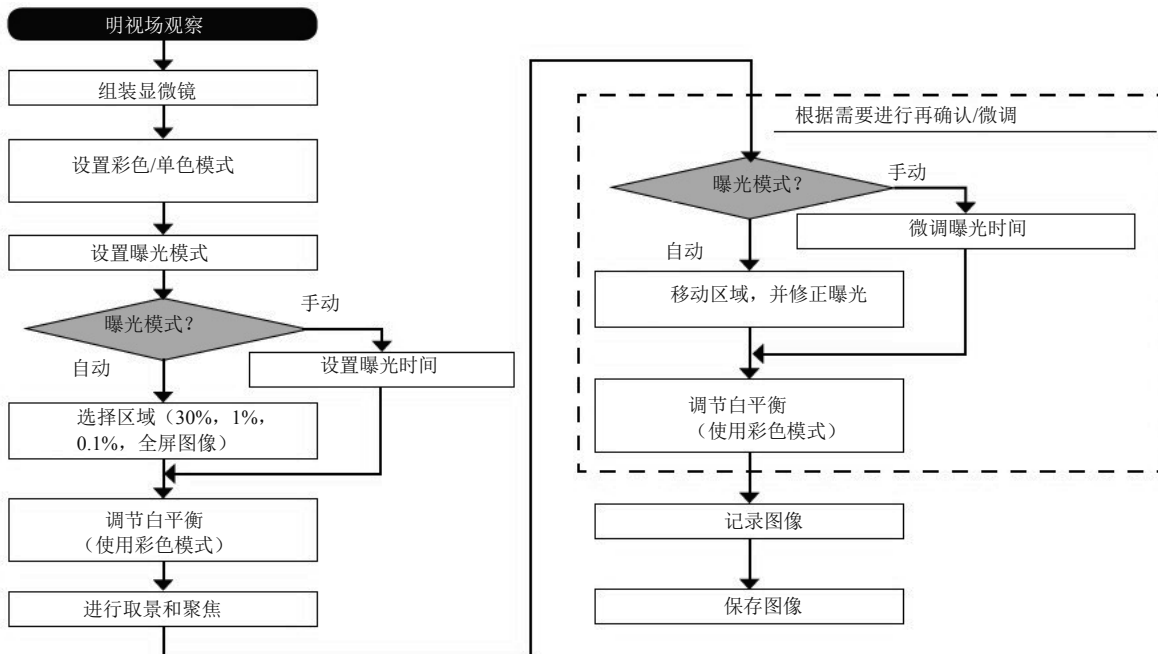 明视场观察
组装显微镜
设置彩色/单色模式
设置曝光模式
曝光模式？
手动
自动
设置曝光时间
选择区域（30%，1%，
0.1%，全屏图像）
调节白平衡
（使用彩色模式）
进行取景和聚焦
根据需要进行再确认/微调
曝光模式？
手动
微调曝光时间
自动
移动区域，并修正曝光
调节白平衡
（使用彩色模式）
记录图像
保存图像